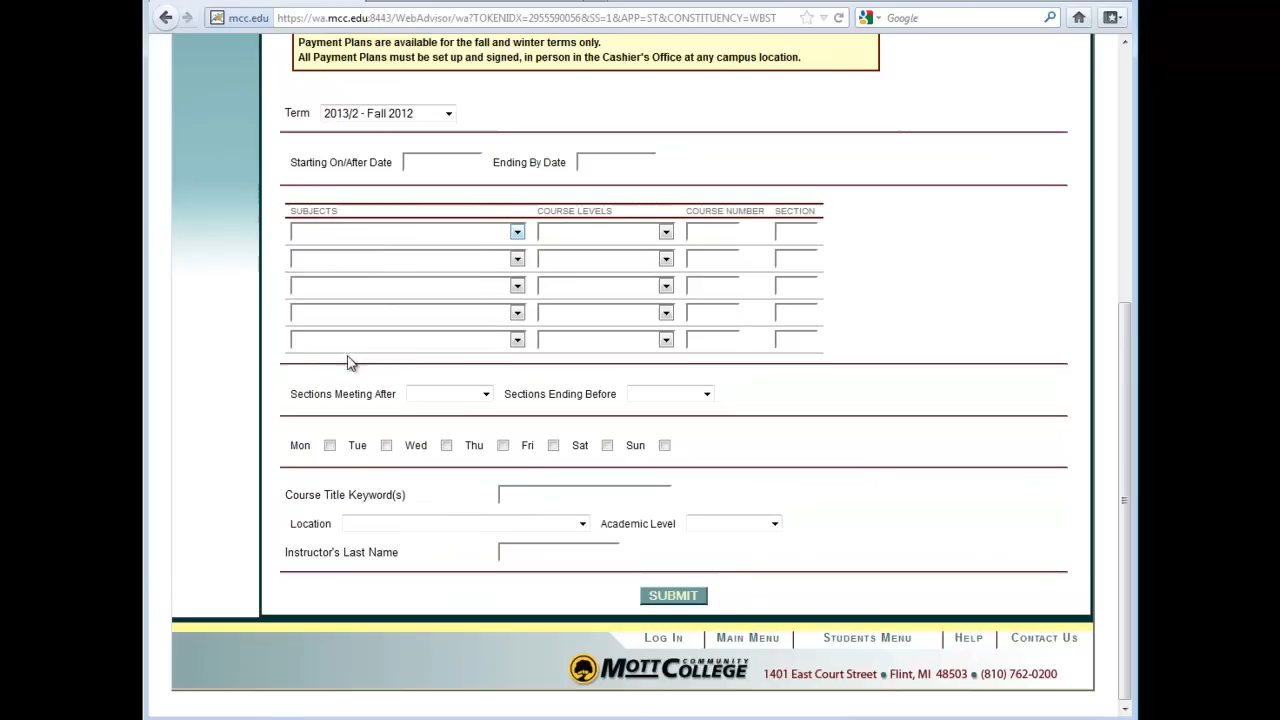 mcc.edu https://wa.mcc.edu:8443/WebAdvisor/wa?TOKENIDX=2955590056&SS=1&APP=ST&CONSTITUENCY=WBST Google
Payment Plans are available for the fall and winter terms only.
All Payment Plans must be set up and signed, in person in the Cashier's Office at any campus location.
Term 2013/2 - Fall 2012
Starting On/After Date Ending By Date
SUBJECTS COURSE LEVELS COURSE NUMBER SECTION
Sections Meeting After Sections Ending Before
Mon Tue Wed Thu Fri Sat Sun
Course Title Keyword(s)
Location Academic Level
Instructor's Last Name
SUBMIT
LOG IN MAIN MENU STUDENTS MENU HELP CONTACT US
MOTT COMMUNITY COLLEGE 1401 East Court Street • Flint, MI 48503 • (810) 762-0200